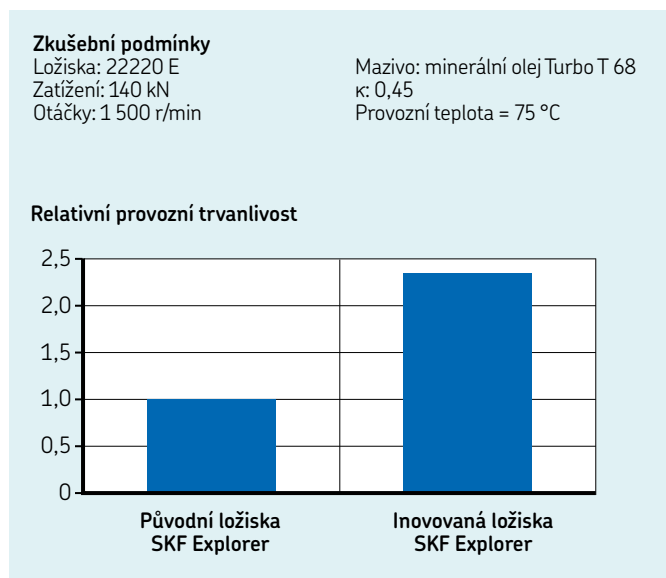 Zkušební podmínky
Ložiska: 22220 E
Zatížení: 140 kN
Otáčky: 1 500 r/min
Mazivo: minerální olej Turbo T 68
κ: 0,45
Provozní teplota = 75 °C
Relativní provozní trvanlivost
2,5
2,0
1,5
1,0
0,5
0
Původní ložiska
SKF Explorer
Inovovaná ložiska
SKF Explorer